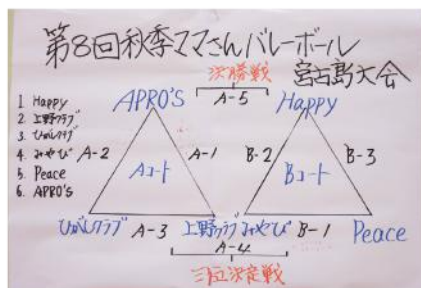 第8回秋季ママさんバレーボール
宮古島大会
決勝戦
A-5
1 Happy
2 上野クラブ
3 ひがしクラブ
4. みやび
5. Peace
6. APRO'S
APRO'S
Happy
A-2
A-1
B-2
B-3
Aコート
Bコート
ひがしクラブ
A-3
上野クラブ
みやび
B-1
Peace
A-4
三位決定戦